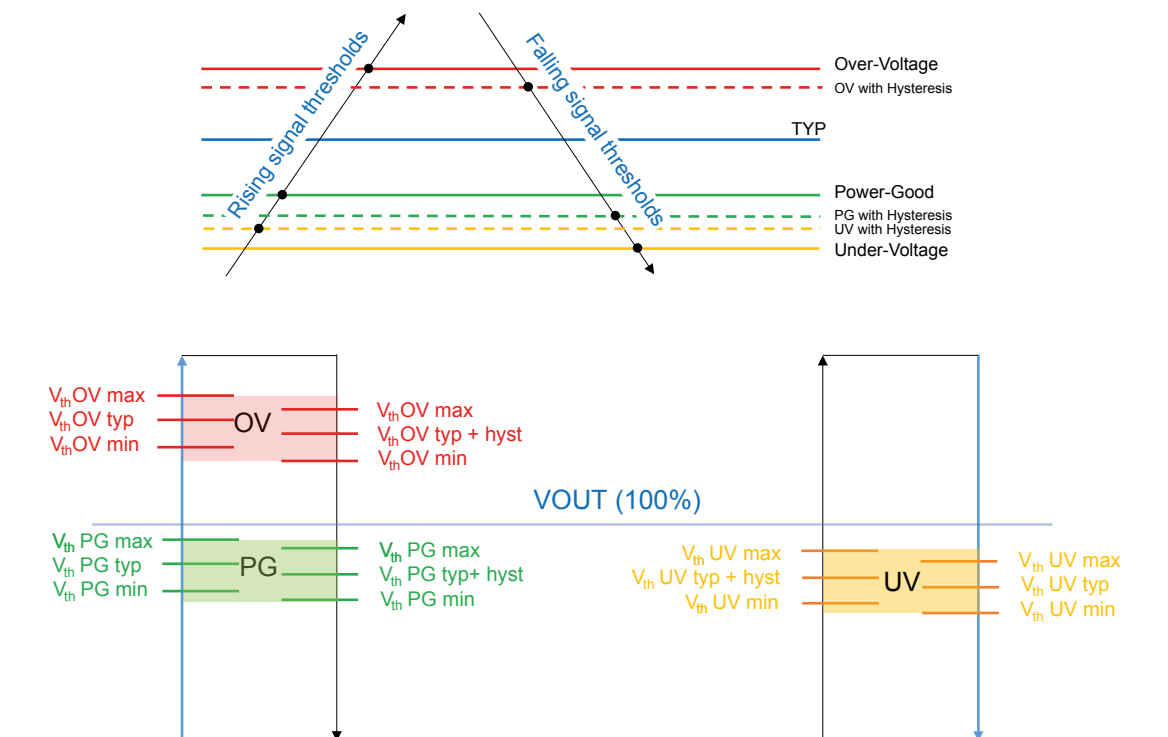 Rising signal thresholds
Falling signal thresholds
Over-Voltage
OV with Hysteresis
TYP
Power-Good
PG with Hysteresis
UV with Hysteresis
Under-Voltage
VthOV max
VthOV typ
VthOV min
OV
VthOV max
VthOV typ + hyst
VthOV min
VOUT (100%)
Vth PG max
Vth PG typ
Vth PG min
PG
Vth PG max
Vth PG typ+ hyst
Vth PG min
Vth UV max
Vth UV typ + hyst
Vth UV min
UV
Vth UV max
Vth UV typ
Vth UV min